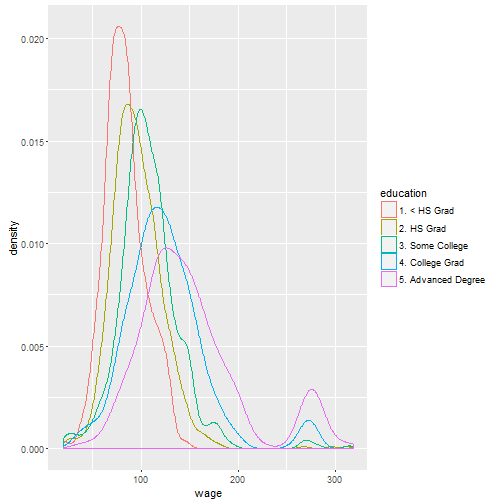 density
0.020
0.015
0.010
0.005
0.000
100
200
300
wage
education
1. < HS Grad
2. HS Grad
3. Some College
4. College Grad
5. Advanced Degree